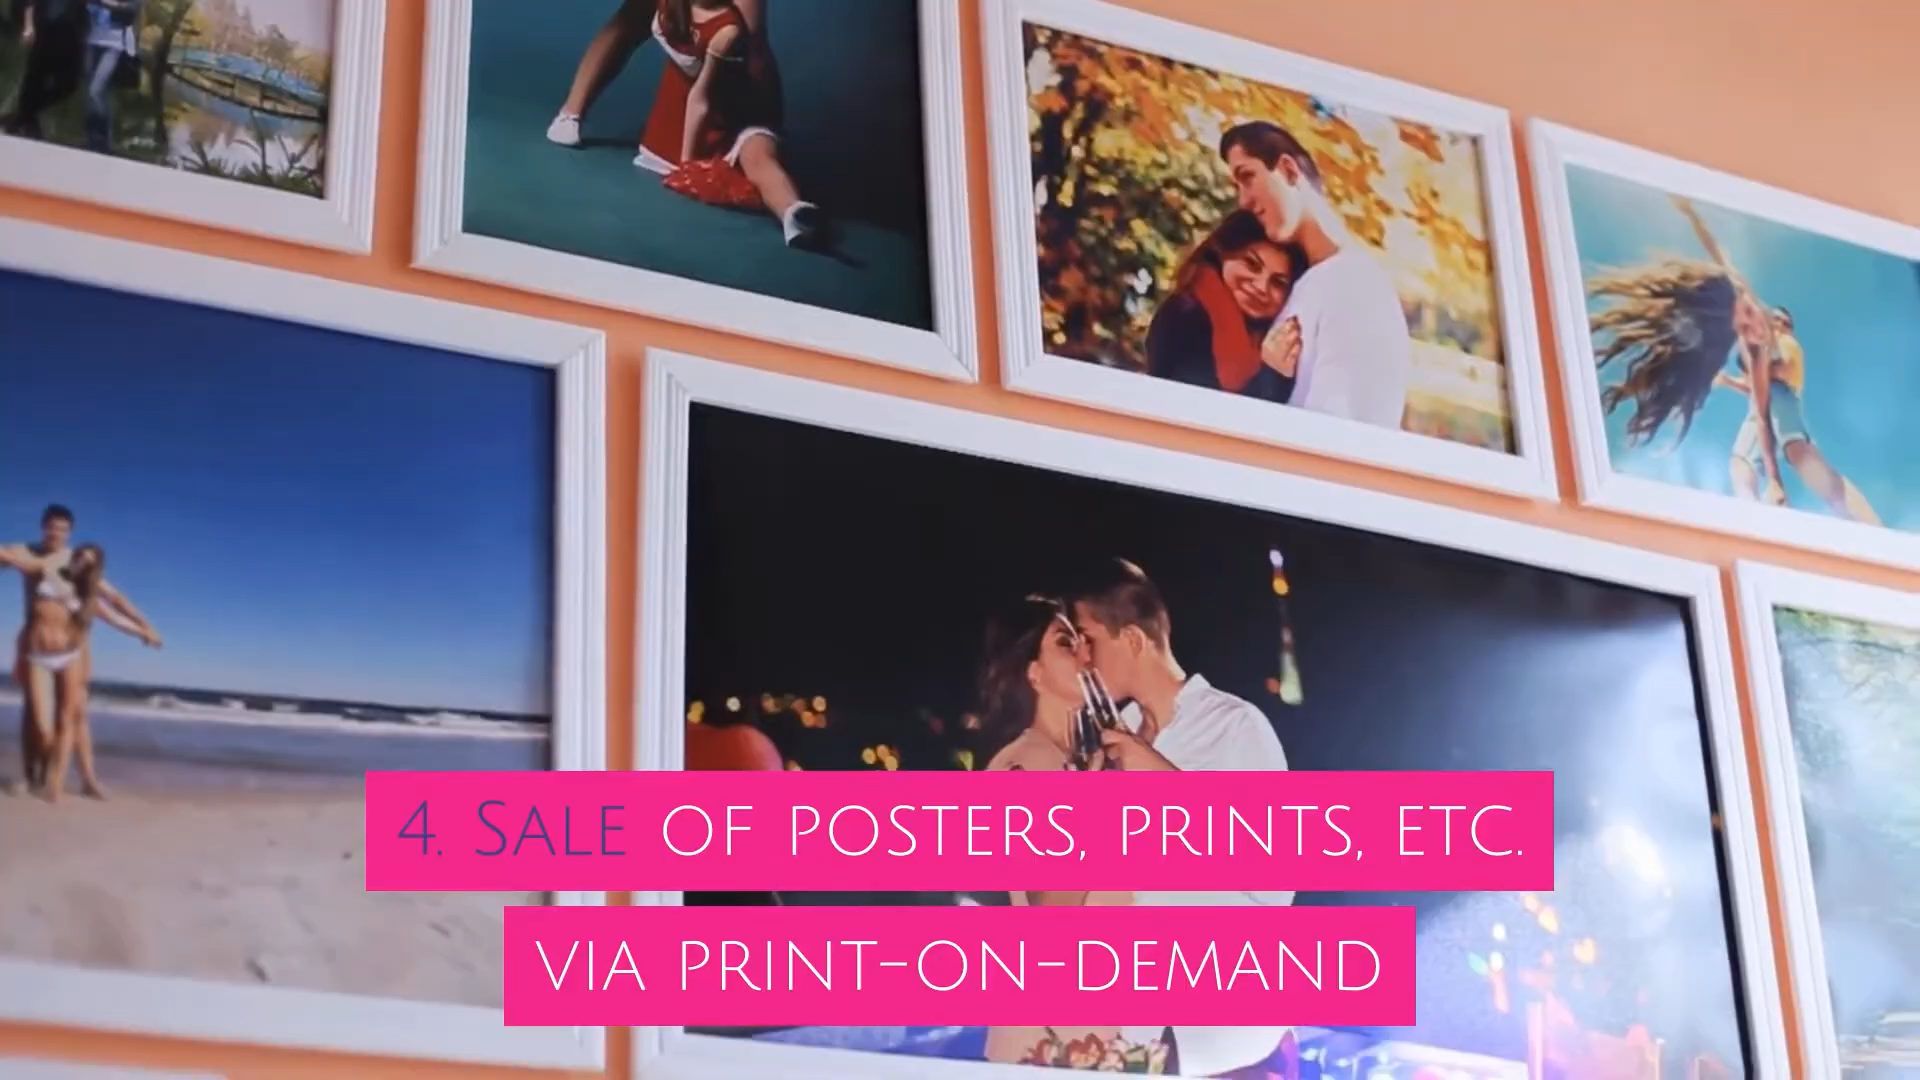 4. Sale of posters, prints, etc.
via print-on-demand